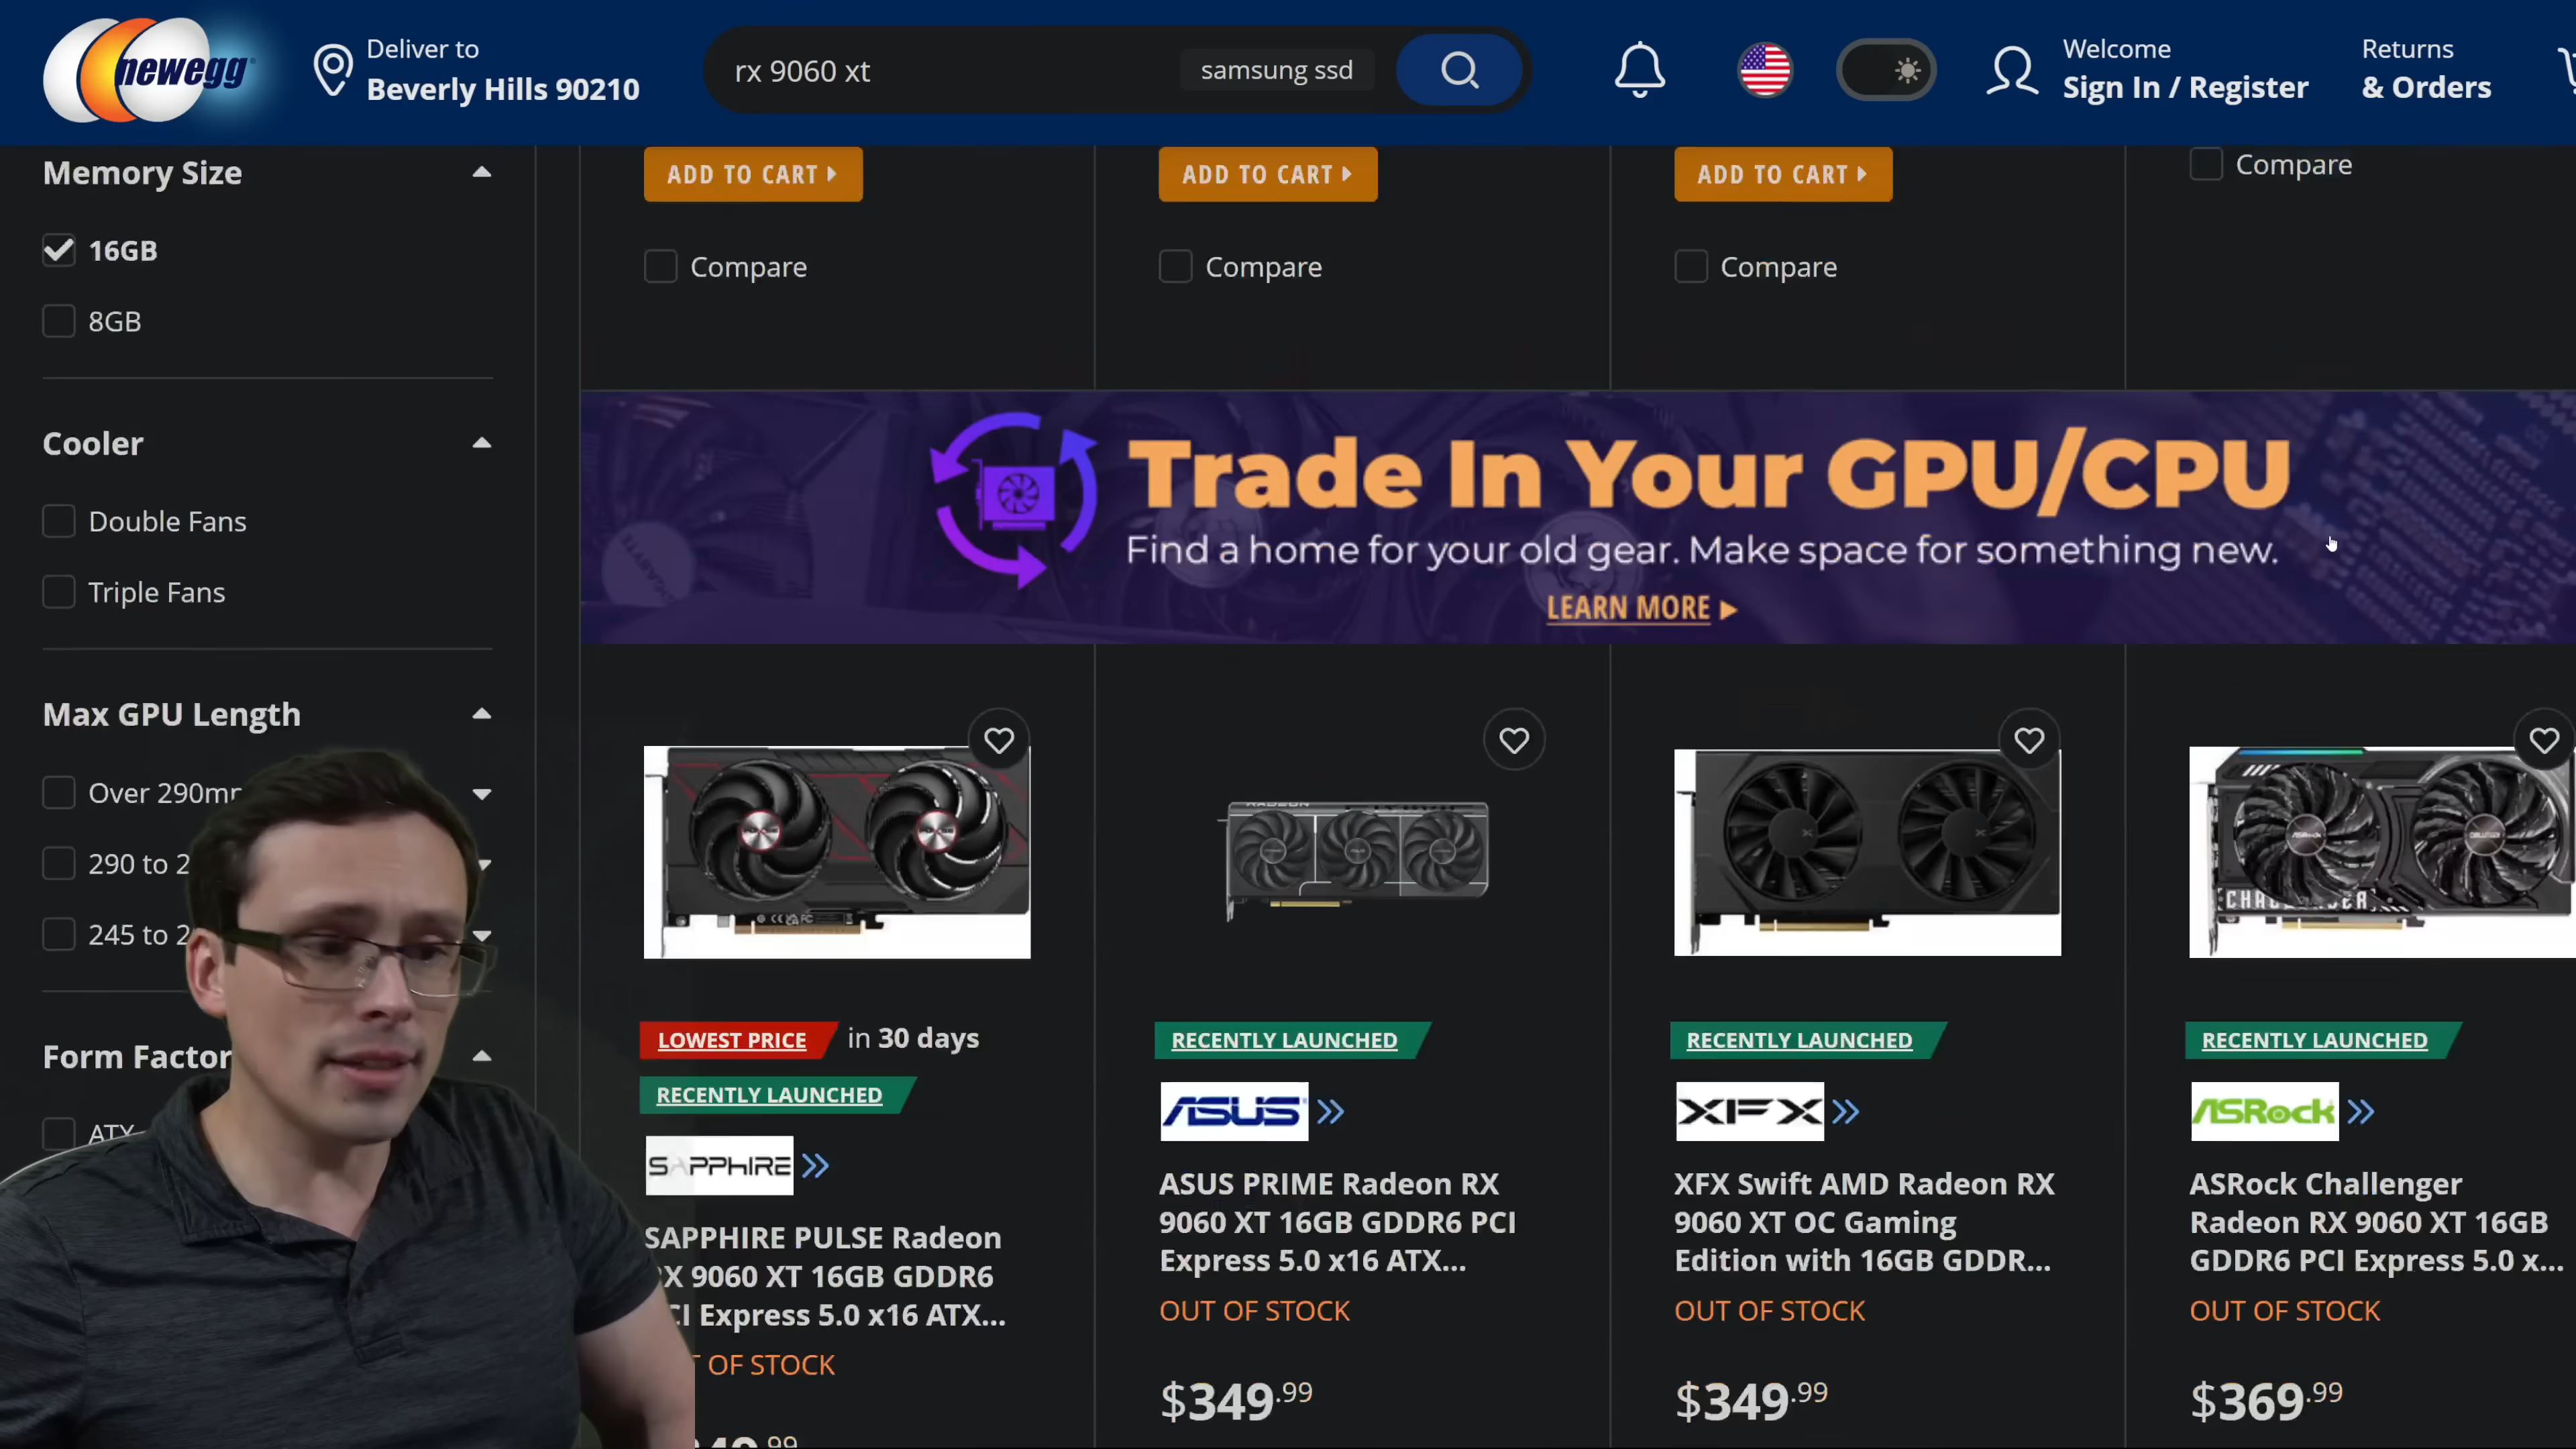 newegg
Deliver to
Beverly Hills 90210
rx 9060 xt
samsung ssd
Welcome
Sign In / Register
Returns
& Orders
Memory Size
16GB
8GB
Cooler
Double Fans
Triple Fans
Max GPU Length
Over 290m
290 to 2
245 to 2
Form Factor
ATX
ADD TO CART
ADD TO CART
ADD TO CART
Compare
Compare
Compare
Compare
Trade In Your GPU/CPU
Find a home for your old gear. Make space for something new.
LEARN MORE
LOWEST PRICE in 30 days
RECENTLY LAUNCHED
SAPPHIRE
SAPPHIRE PULSE Radeon
X 9060 XT 16GB GDDR6
CI Express 5.0 x16 ATX...
T OF STOCK
RADEON
RECENTLY LAUNCHED
ASUS
ASUS PRIME Radeon RX
9060 XT 16GB GDDR6 PCI
Express 5.0 x16 ATX...
OUT OF STOCK
$349.99
RECENTLY LAUNCHED
XFX
XFX Swift AMD Radeon RX
9060 XT OC Gaming
Edition with 16GB GDDR...
OUT OF STOCK
$349.99
CHALLENGER
RECENTLY LAUNCHED
ASRock
ASRock Challenger
Radeon RX 9060 XT 16GB
GDDR6 PCI Express 5.0 x...
OUT OF STOCK
$369.99